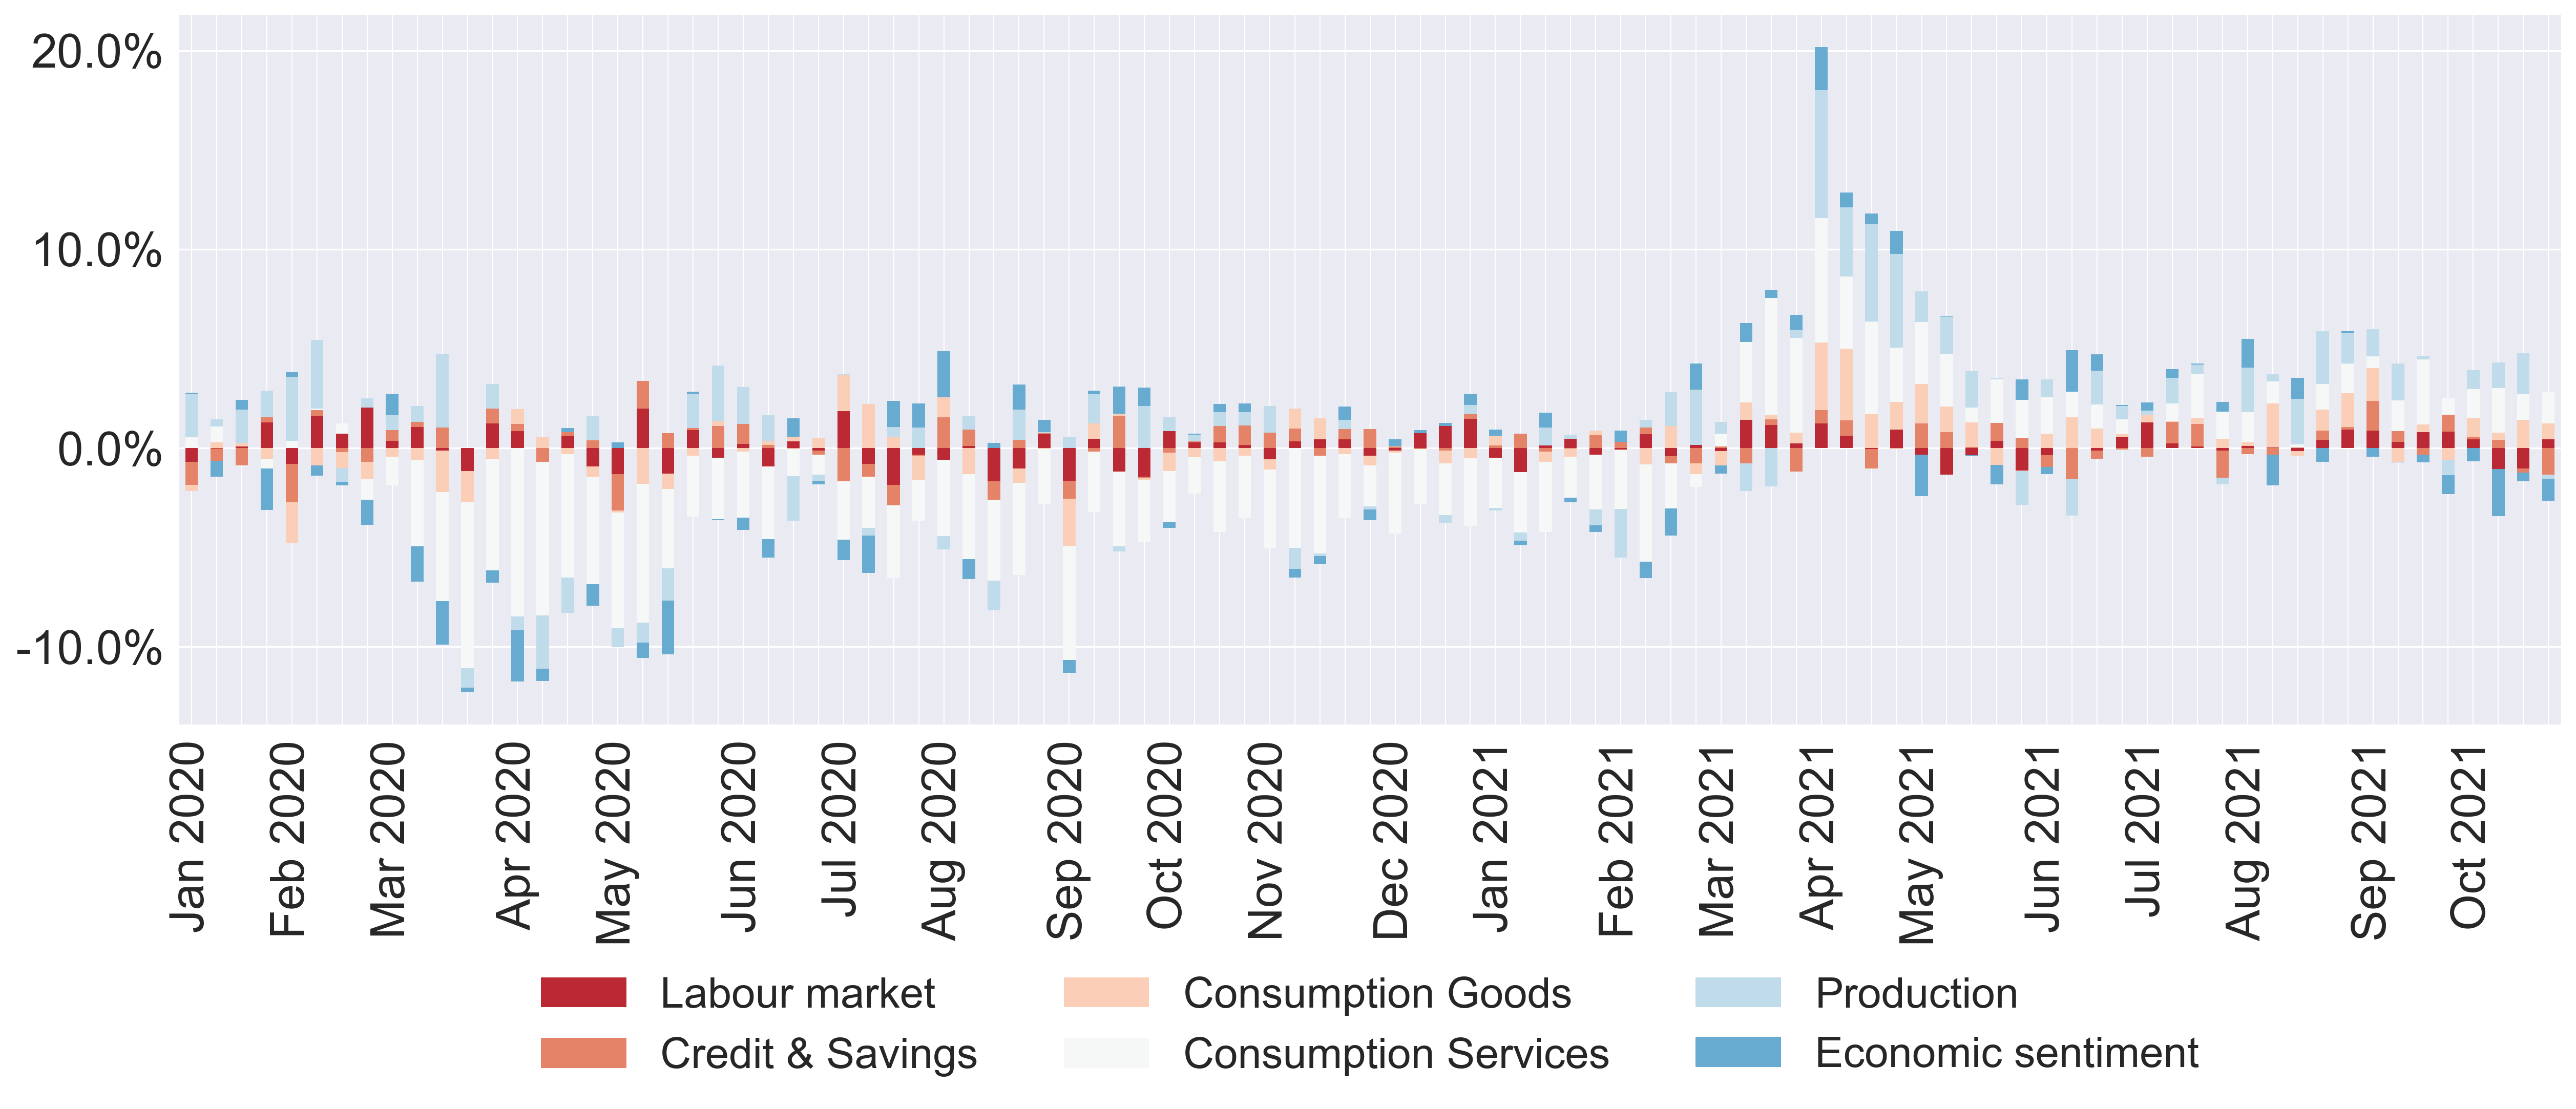 20.0%
10.0%
0.0%
-10.0%
Jan 2020
Feb 2020
Mar 2020
Apr 2020
May 2020
Jun 2020
Jul 2020
Aug 2020
Sep 2020
Oct 2020
Nov 2020
Dec 2020
Jan 2021
Feb 2021
Mar 2021
Apr 2021
May 2021
Jun 2021
Jul 2021
Aug 2021
Sep 2021
Oct 2021
Labour market
Credit & Savings
Consumption Goods
Consumption Services
Production
Economic sentiment